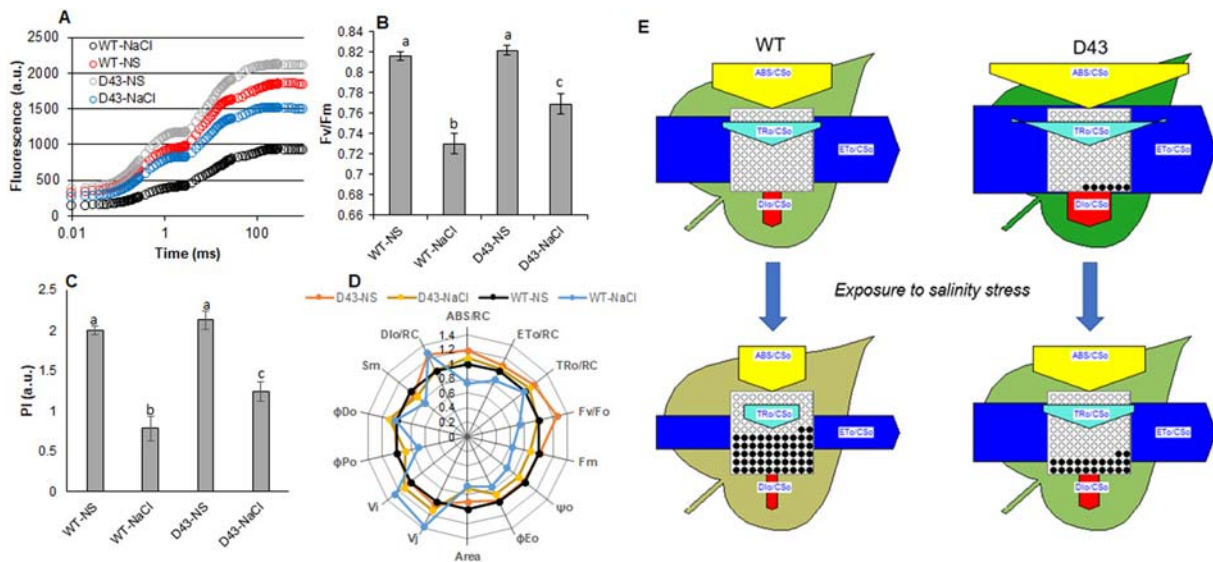 A
2500
2000
1500
1000
500
0
0.01
1
100
Fluorescence (a.u.)
Time (ms)
WT-NaCl
WT-NS
D43-NS
D43-NaCl
B
0.84
0.82
0.80
0.78
0.76
0.74
0.72
0.70
0.68
0.66
Fv/Fm
a
b
a
c
WT-NS
WT-NaCl
D43-NS
D43-NaCl
C
2.5
2
1.5
1
0.5
0
PI (a.u.)
a
b
a
c
WT-NS
WT-NaCl
D43-NS
D43-NaCl
D
D43-NS
D43-NaCl
WT-NS
WT-NaCl
ABS/RC
ETo/RC
TRo/RC
Fv/Fo
Fm
ψo
ϕEo
Area
Vj
Vi
ϕPo
ϕDo
Sm
DIo/RC
1.4
1.2
1
0.8
0.6
0.4
0.2
0
E
WT
D43
ABS/CSo
TRo/CSo
ETo/CSo
DIo/CSo
ABS/CSo
TRo/CSo
ETo/CSo
DIo/CSo
Exposure to salinity stress
ABS/CSo
TRo/CSo
ETo/CSo
DIo/CSo
ABS/CSo
TRo/CSo
ETo/CSo
DIo/CSo